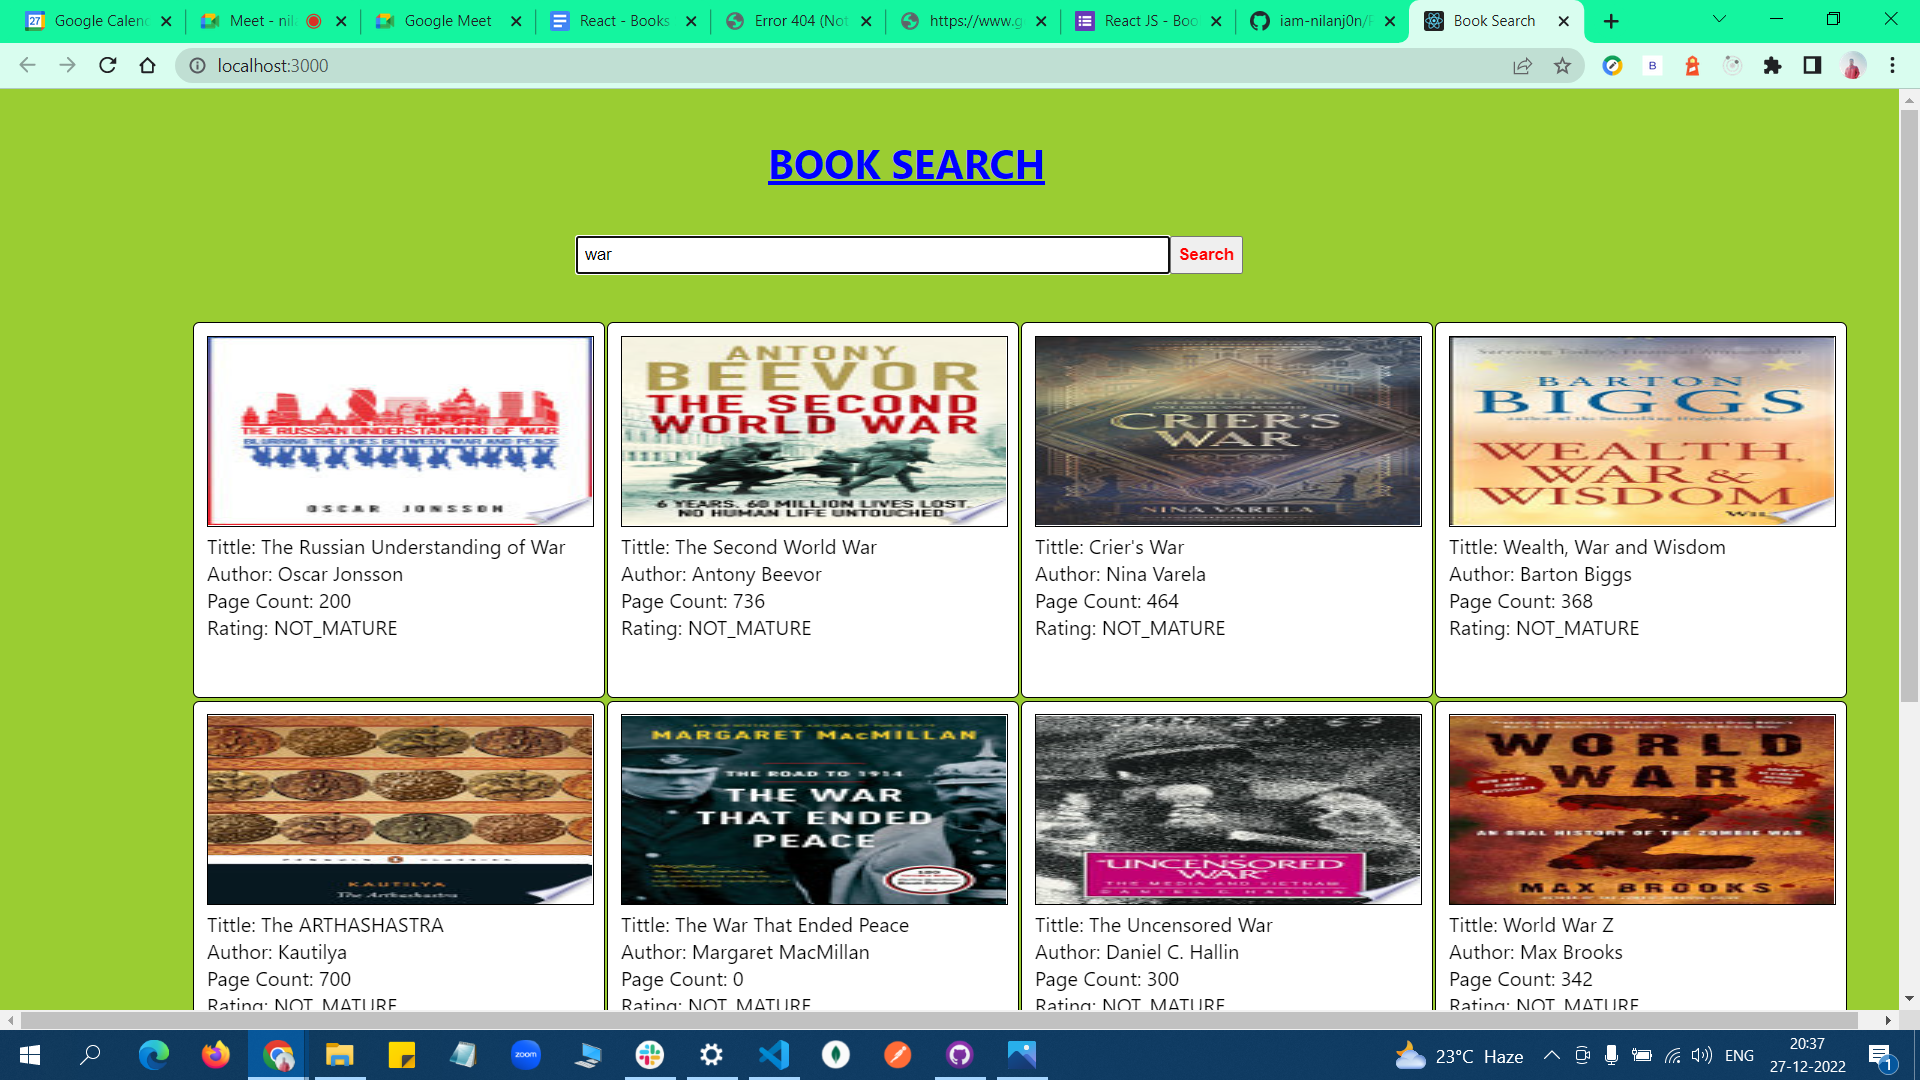 Google Calend
Meet - nil
Google Meet
React - Books
Error 404 (Not
https://www.g
React JS - Boo
iam-nilanj0n/
Book Search
localhost:3000
BOOK SEARCH
war
Search
THE RUSSIAN UNDERSTANDING OF WAR
BLURRING THE LINES BETWEEN WAR AND PEACE
OSCAR JONSSON
Tittle: The Russian Understanding of War
Author: Oscar Jonsson
Page Count: 200
Rating: NOT_MATURE
ANTONY
BEEVOR
THE SECOND
WORLD WAR
6 YEARS. 60 MILLION LIVES LOST.
NO HUMAN LIFE UNTOUCHED.
Tittle: The Second World War
Author: Antony Beevor
Page Count: 736
Rating: NOT_MATURE
CRIER'S
WAR
NINA VARELA
Tittle: Crier's War
Author: Nina Varela
Page Count: 464
Rating: NOT_MATURE
BARTON
BIGGS
WEALTH,
WAR &
WISDOM
Tittle: Wealth, War and Wisdom
Author: Barton Biggs
Page Count: 368
Rating: NOT_MATURE
KAUTILYA
The Arthashastra
Tittle: The ARTHASHASTRA
Author: Kautilya
Page Count: 700
Rating: NOT_MATURE
MARGARET MACMILLAN
THE ROAD TO 1914
THE WAR
THAT ENDED
PEACE
Tittle: The War That Ended Peace
Author: Margaret MacMillan
Page Count: 0
Rating: NOT_MATURE
"UNCENSORED
WAR"
THE MEDIA AND VIETNAM
DANIEL C. HALLIN
Tittle: The Uncensored War
Author: Daniel C. Hallin
Page Count: 300
Rating: NOT_MATURE
WORLD
WAR
Z
AN ORAL HISTORY OF THE ZOMBIE WAR
MAX BROOKS
Tittle: World War Z
Author: Max Brooks
Page Count: 342
Rating: NOT_MATURE
zoom
23°C Haze
ENG
20:37
27-12-2022
1